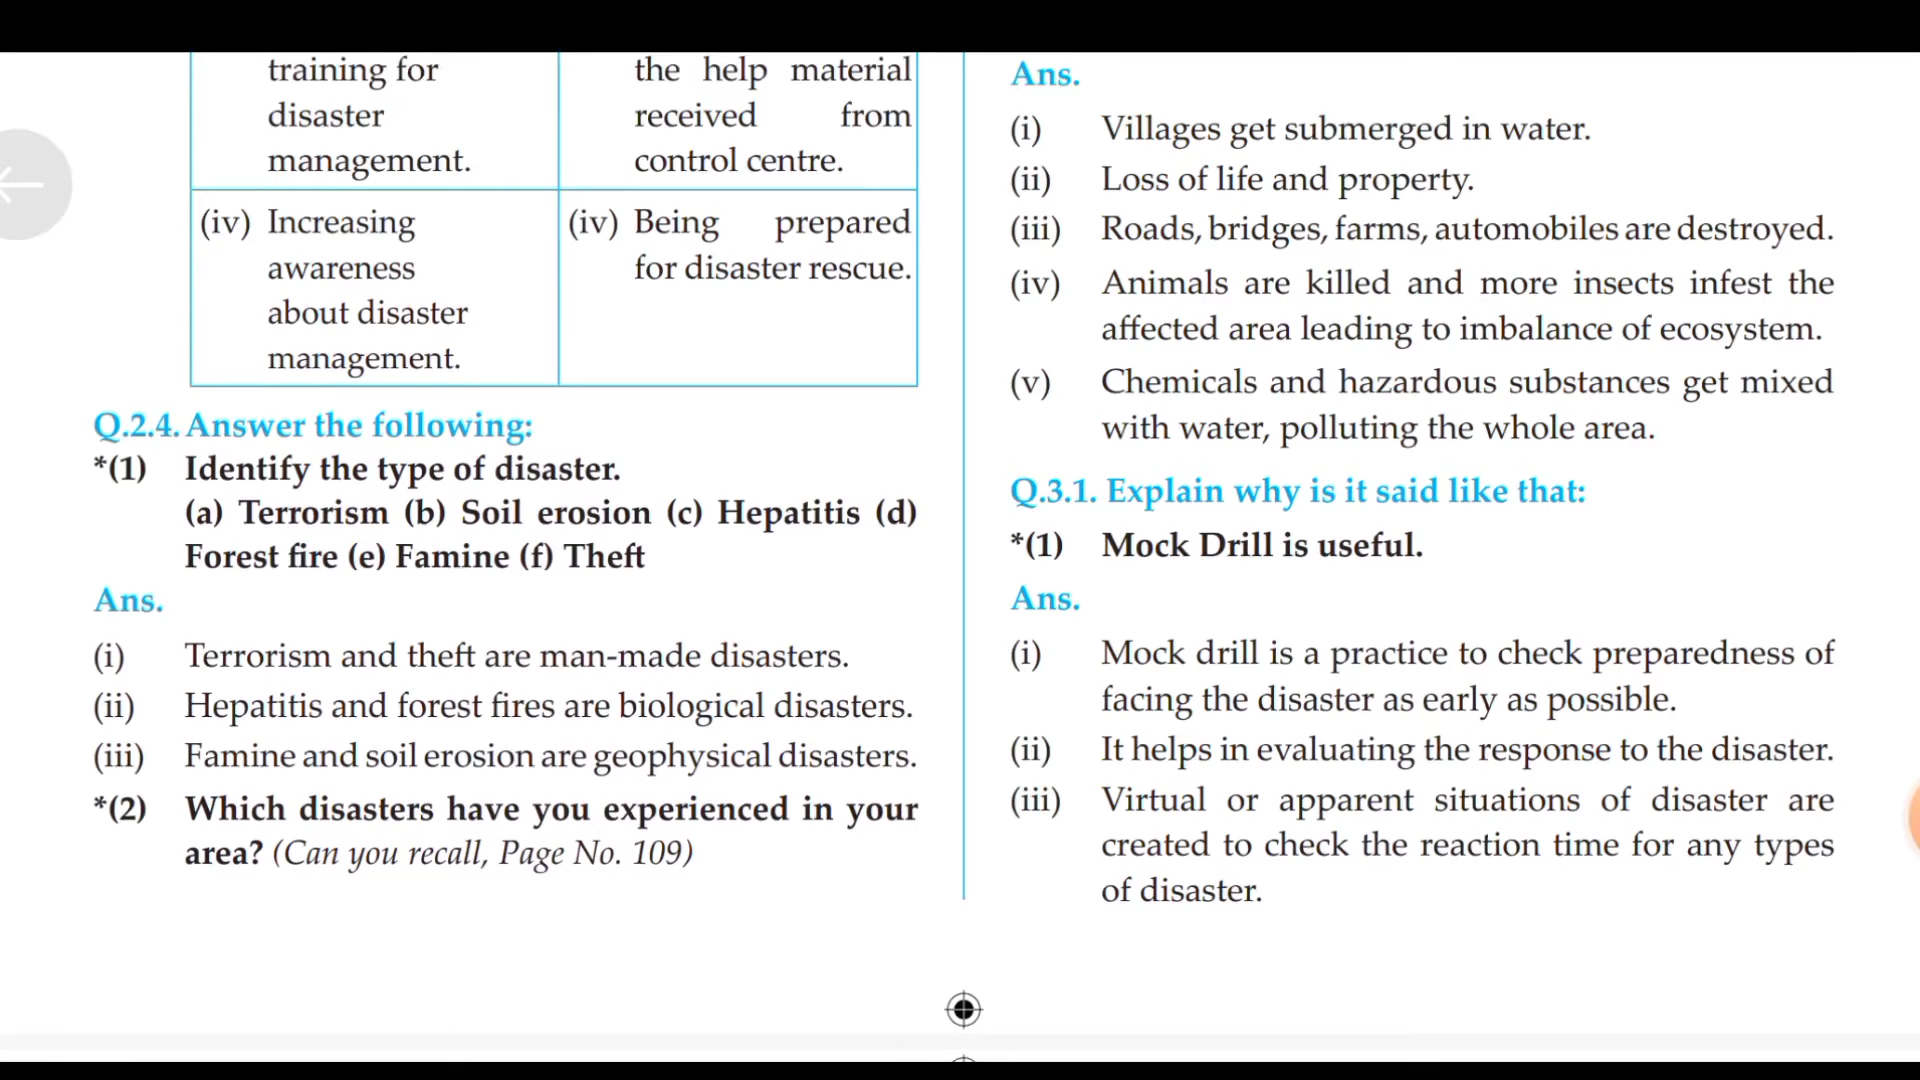 training for
disaster
management.
the help material
received from
control centre.
(iv) Increasing
awareness
about disaster
management.
(iv) Being prepared
for disaster rescue.
Q.2.4. Answer the following:
*(1) Identify the type of disaster.
(a) Terrorism (b) Soil erosion (c) Hepatitis (d)
Forest fire (e) Famine (f) Theft
Ans.
(i) Terrorism and theft are man-made disasters.
(ii) Hepatitis and forest fires are biological disasters.
(iii) Famine and soil erosion are geophysical disasters.
*(2) Which disasters have you experienced in your
area? (Can you recall, Page No. 109)
Ans.
(i) Villages get submerged in water.
(ii) Loss of life and property.
(iii) Roads, bridges, farms, automobiles are destroyed.
(iv) Animals are killed and more insects infest the
affected area leading to imbalance of ecosystem.
(v) Chemicals and hazardous substances get mixed
with water, polluting the whole area.
Q.3.1. Explain why is it said like that:
*(1) Mock Drill is useful.
Ans.
(i) Mock drill is a practice to check preparedness of
facing the disaster as early as possible.
(ii) It helps in evaluating the response to the disaster.
(iii) Virtual or apparent situations of disaster are
created to check the reaction time for any types
of disaster.